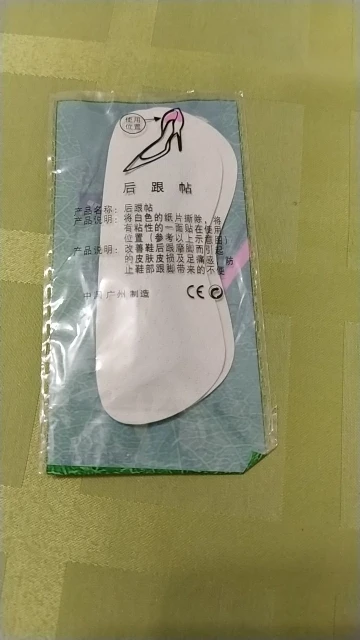 使用
位置
后跟帖
产品名称：后跟帖
产品说明：将白色的纸片撕除，将
有粘性的一面贴在使用
位置（参考以上示意图）
产品说明：改善鞋后跟磨脚而引起
的皮肤皮损及足痛感，防
止鞋部跟脚带来的不便
中国广州制造
CE